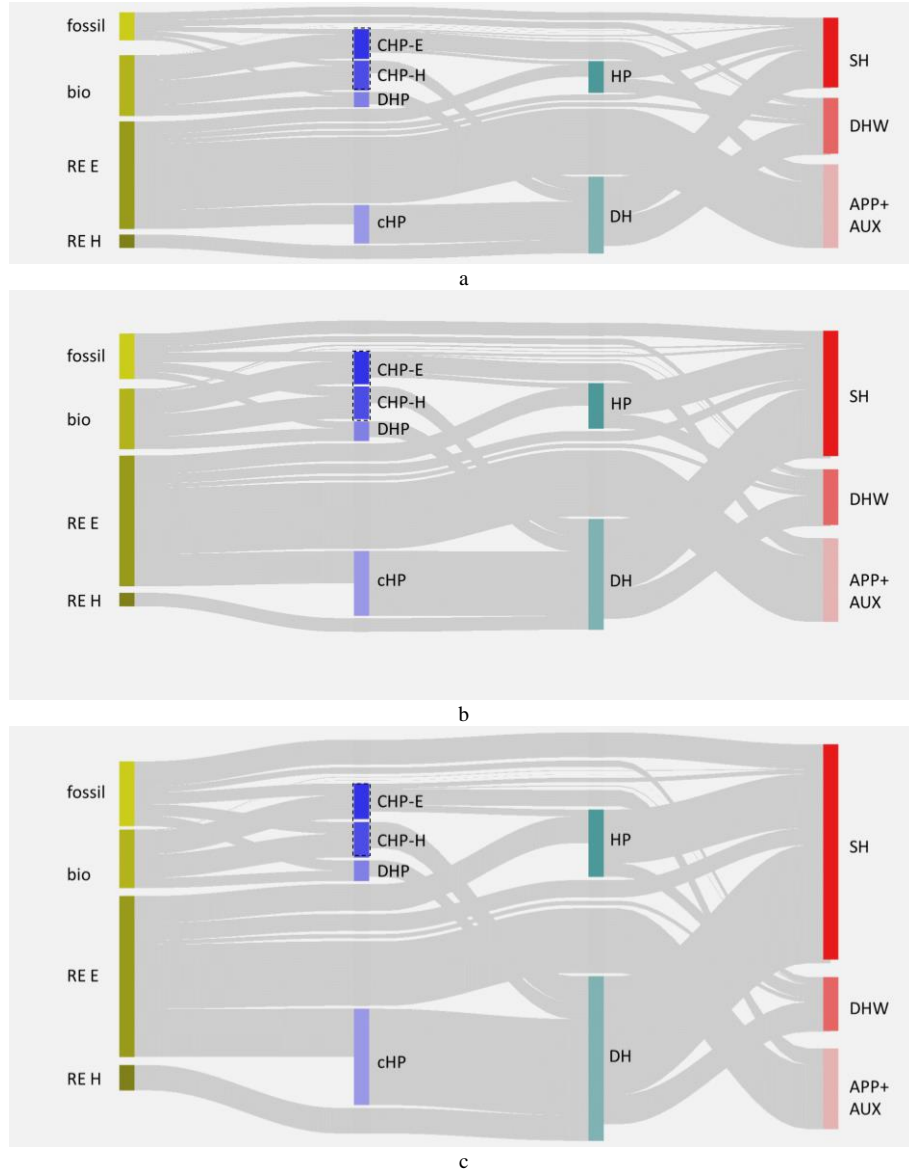 fossil
CHP-E
SH
CHP-H
HP
bio
DHP
DHW
RE E
APP+
AUX
cHP
DH
RE H
a
fossil
CHP-E
SH
CHP-H
HP
bio
DHP
DHW
RE E
APP+
AUX
cHP
DH
RE H
b
fossil
CHP-E
CHP-H
HP
SH
bio
DHP
RE E
DHW
cHP
DH
RE H
APP+
AUX
c